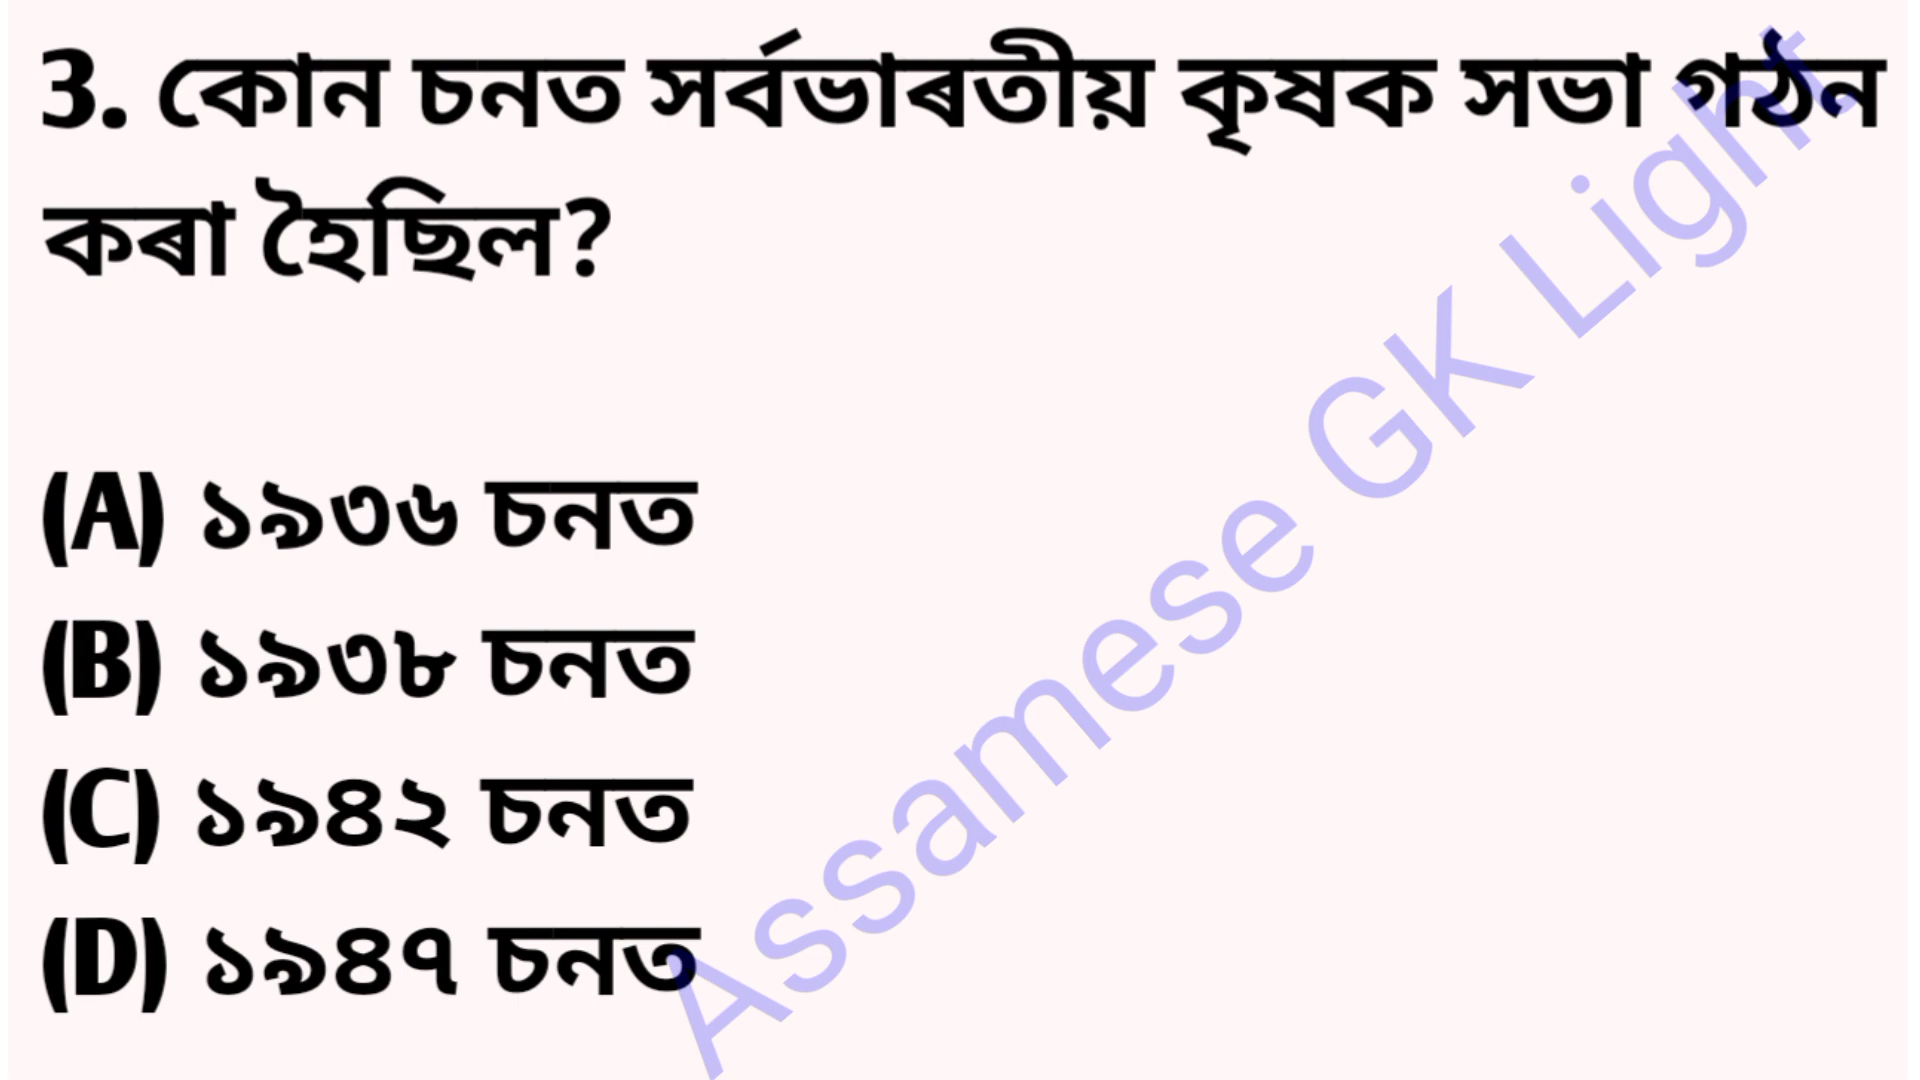 3. কোন চনত সৰ্বভাৰতীয় কৃষক সভা গঠন
কৰা হৈছিল?
(A) ১৯৩৬ চনত
(B) ১৯৩৮ চনত
(C) ১৯৪২ চনত
(D) ১৯৪৭ চনত
Assamese GK Light